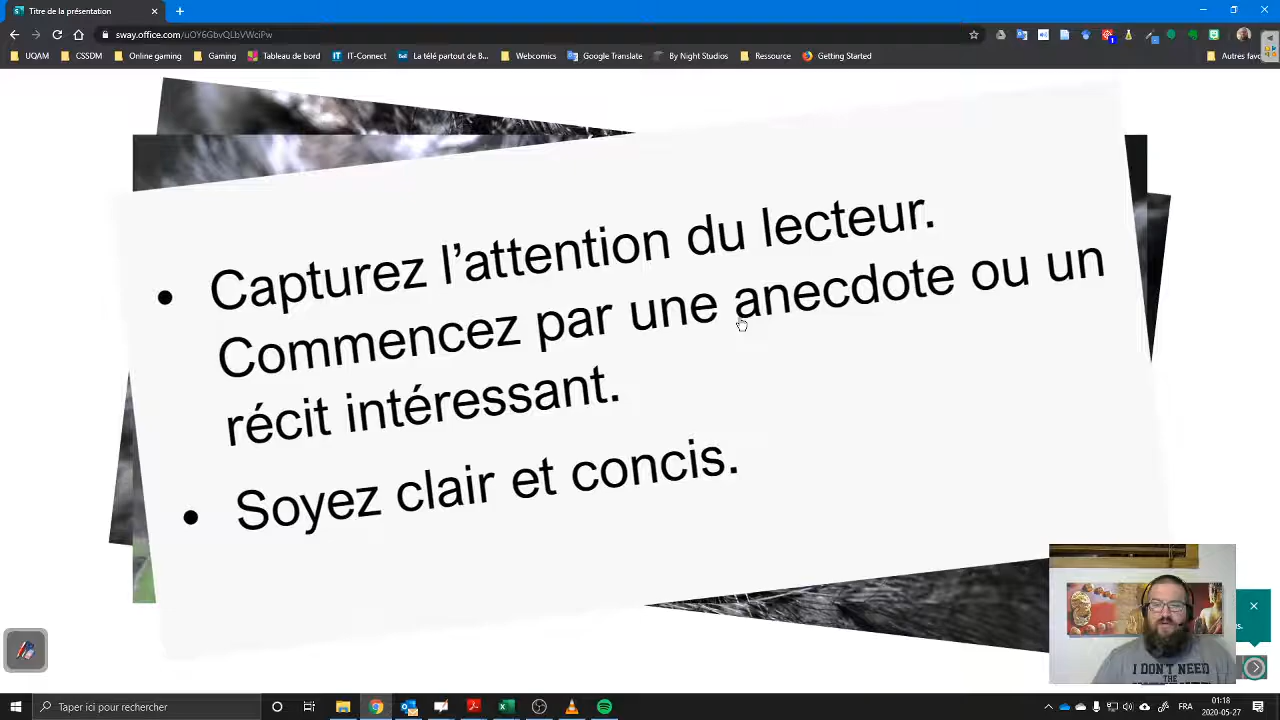 Titre de la présentation
sway.office.com/uOY6GbvQLbVWciPw
UQAM
CSSDM
Online gaming
Gaming
Tableau de bord
IT-Connect
La télé partout de B...
Webcomics
Google Translate
By Night Studios
Ressource
Getting Started
Autres favo
• Capturez l'attention du lecteur.
Commencez par une anecdote ou un
récit intéressant.
• Soyez clair et concis.
I DON'T NEED
THE
Taper ici pour rechercher
FRA
01:18
2020-05-27